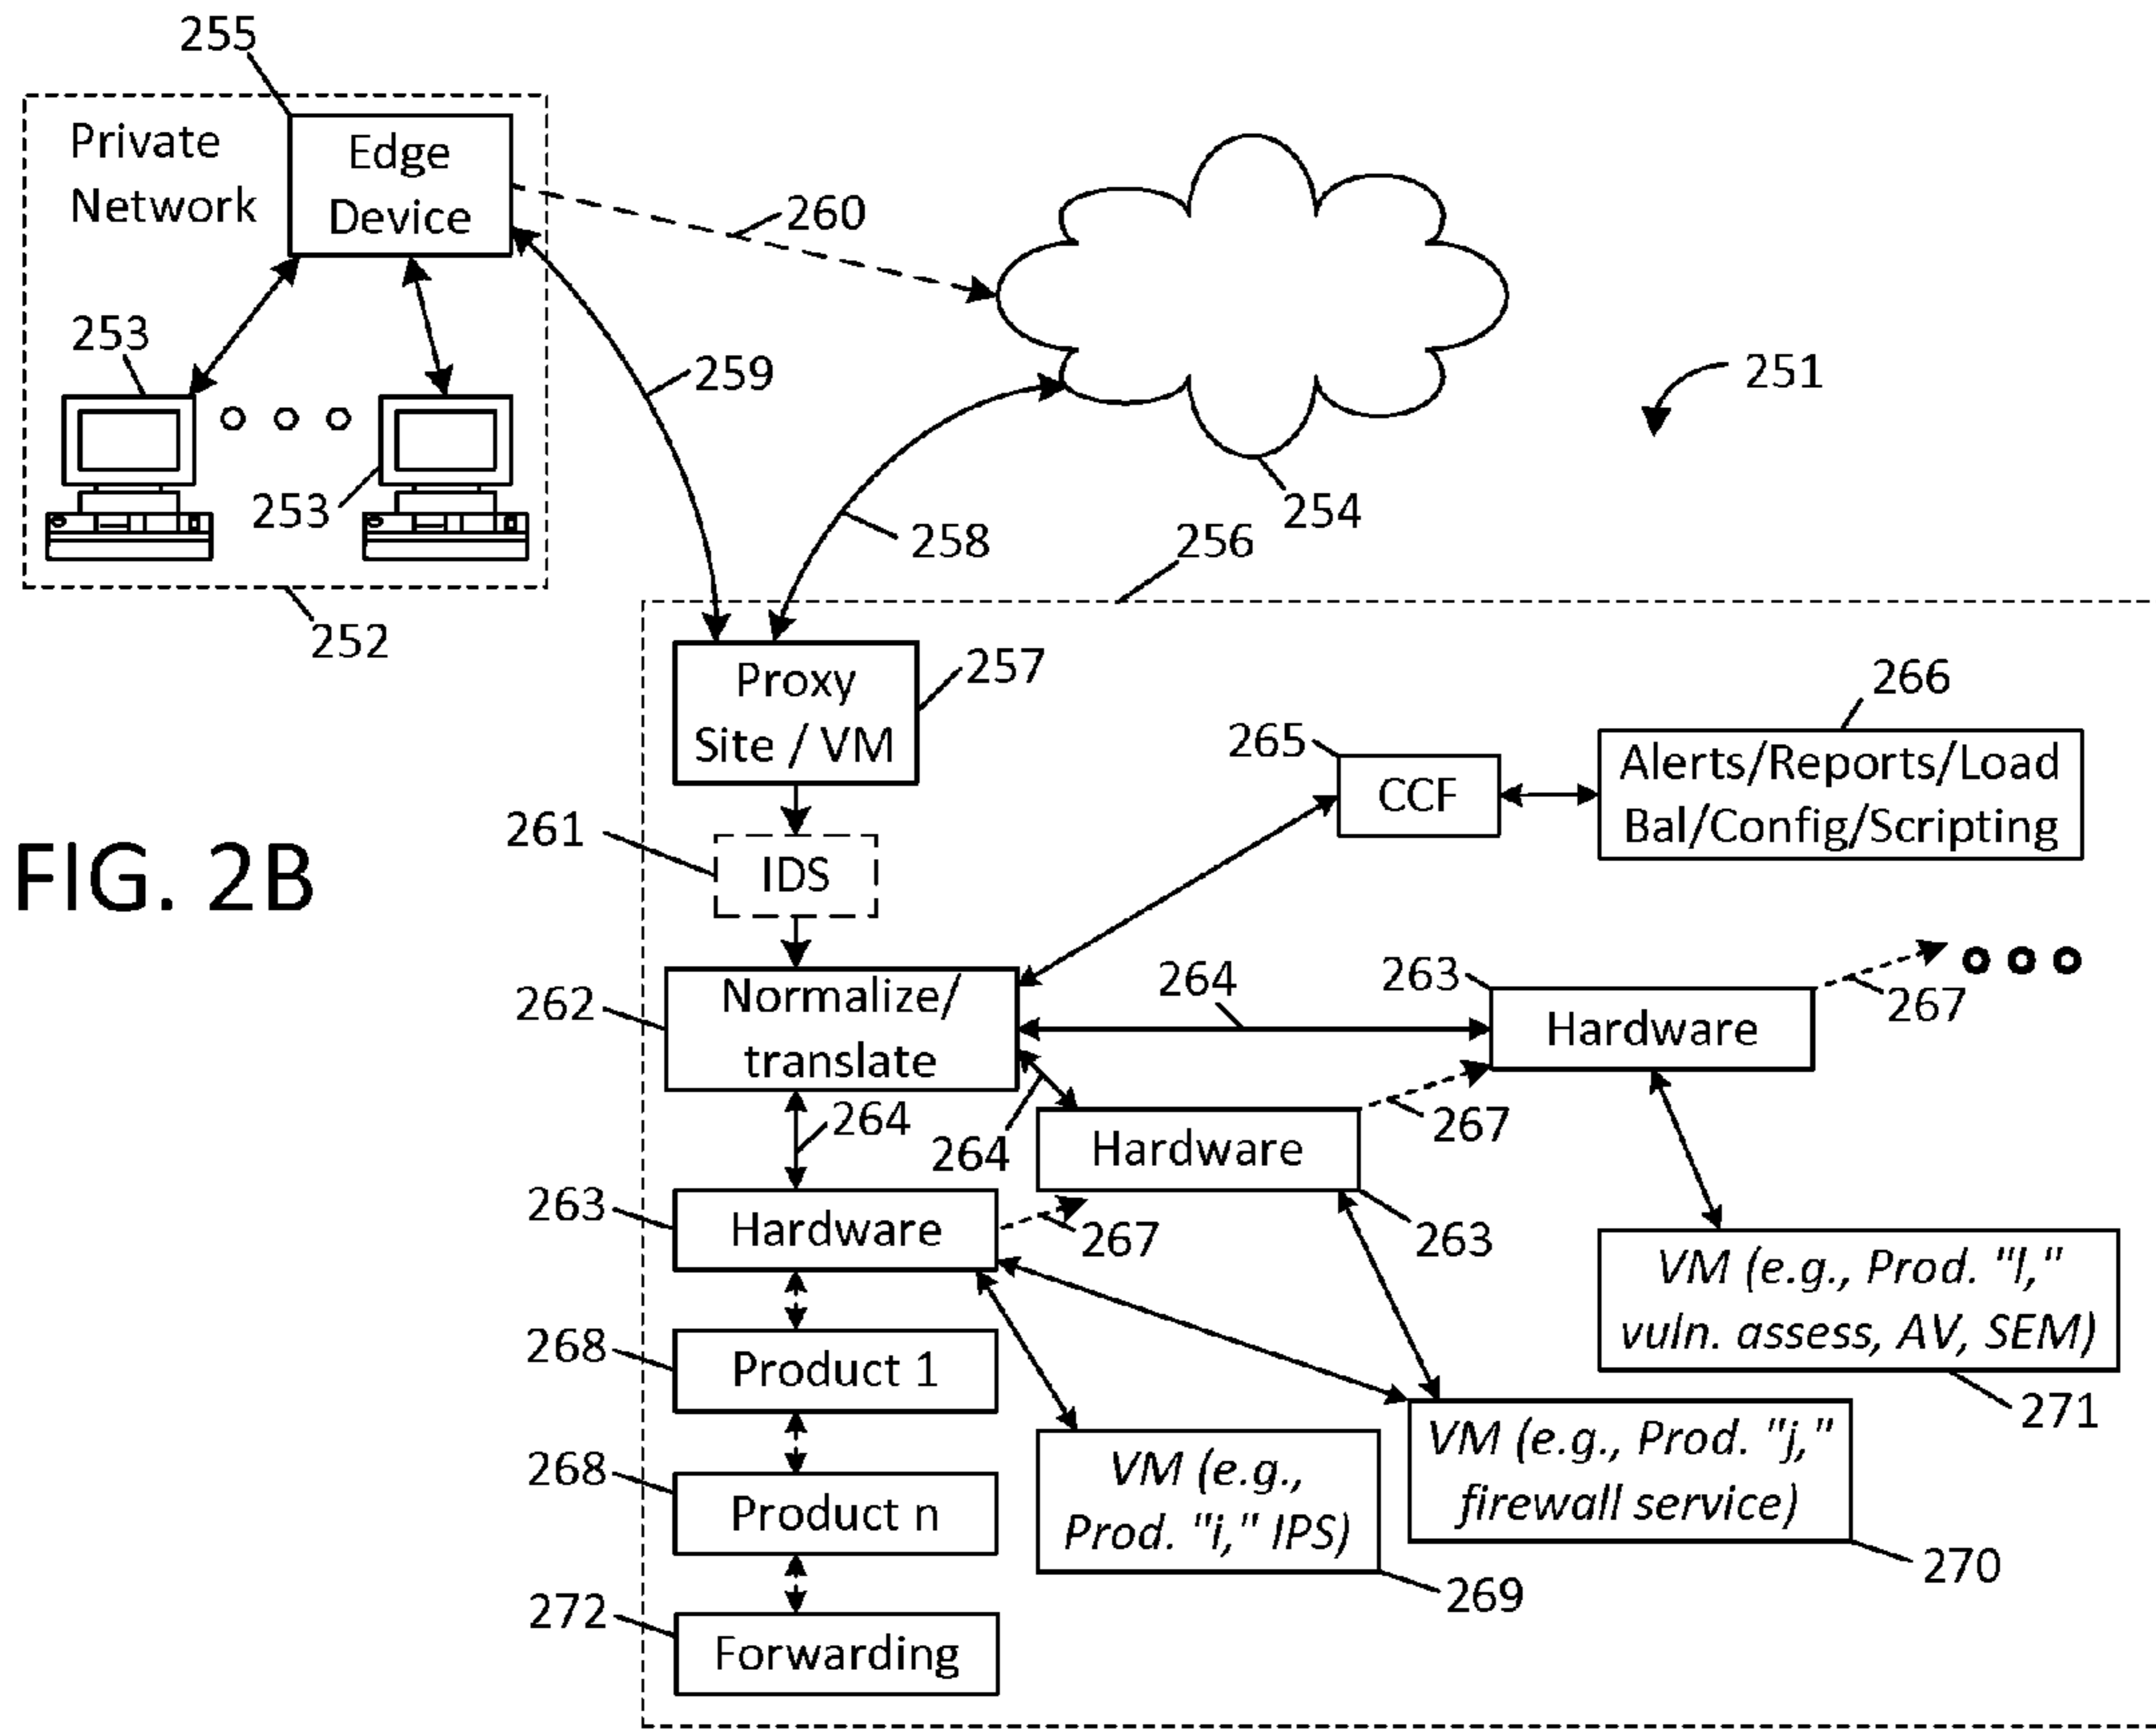 255
Private
Network
Edge
Device
260
253
259
251
253
258
254
256
252
Proxy
Site / VM
257
266
265
CCF
Alerts/Reports/Load
Bal/Config/Scripting
261
IDS
FIG. 2B
262
Normalize/
translate
264
263
Hardware
267
264
264
Hardware
267
263
Hardware
267
263
VM (e.g., Prod. "l,"
vuln. assess, AV, SEM)
271
268
Product 1
268
Product n
VM (e.g.,
Prod. "i," IPS)
269
VM (e.g., Prod. "j,"
firewall service)
270
272
Forwarding